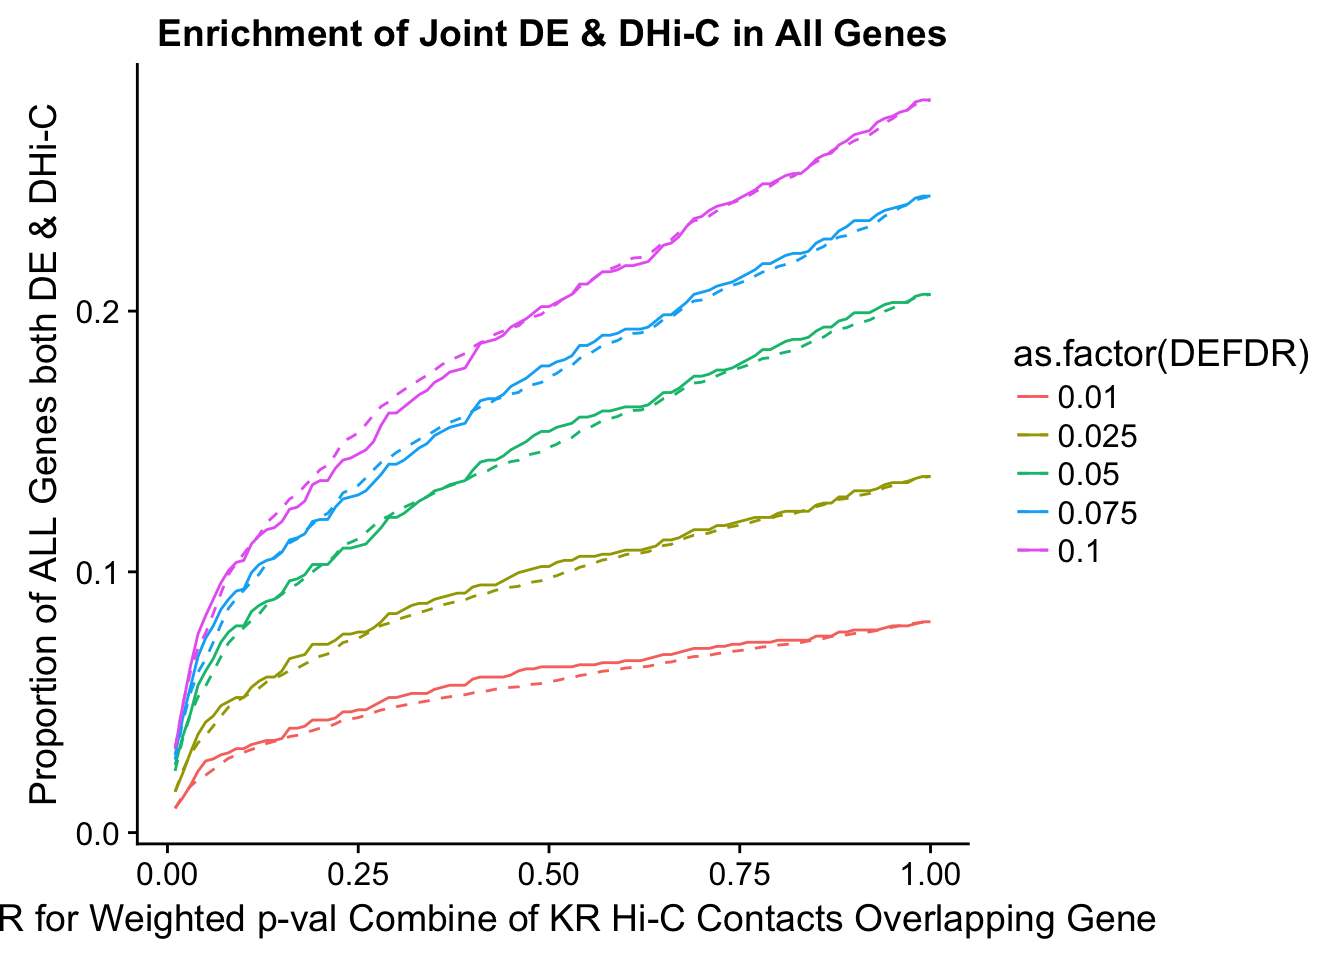 Enrichment of Joint DE & DHi-C in All Genes
Proportion of ALL Genes both DE & DHi-C
0.2
0.1
0.0
0.00 0.25 0.50 0.75 1.00
R for Weighted p-val Combine of KR Hi-C Contacts Overlapping Gene
as.factor(DEFDR)
0.01
0.025
0.05
0.075
0.1